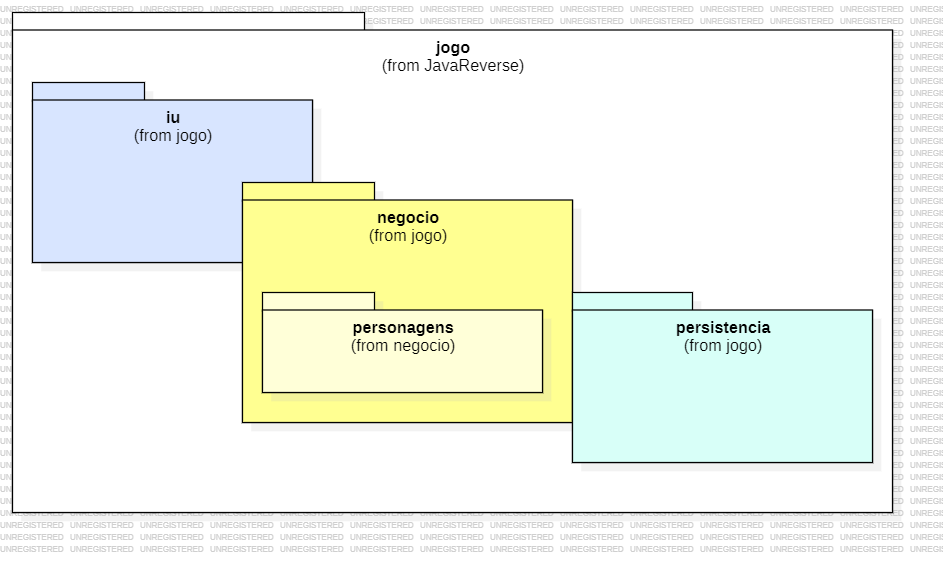 jogo
(from JavaReverse)
iu
(from jogo)
negocio
(from jogo)
personagens
(from negocio)
persistencia
(from jogo)
UNREGISTERED UNREGISTERED UNREGISTERED UNREGISTERED UNREGISTERED UNREGISTERED UNREGISTERED UNREGISTERED UNREGISTERED UNREGISTERED UNREGISTERED UNREGISTERED UNREGISTERED